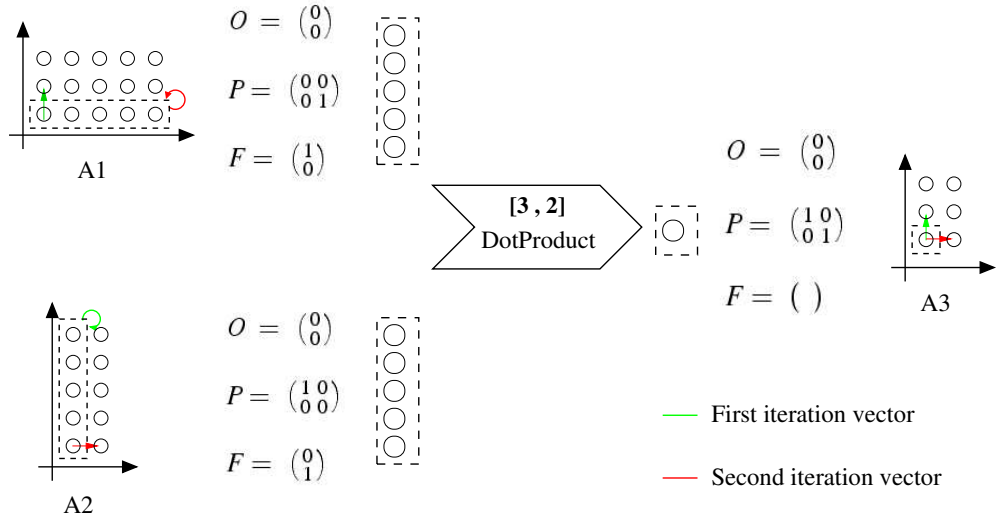 O = (0
0)
P = (0 0
0 1)
F = (1
0)
A1
[3 , 2]
DotProduct
O = (0
0)
P = (1 0
0 1)
F = ( )
A3
O = (0
0)
P = (1 0
0 0)
F = (0
1)
A2
First iteration vector
Second iteration vector